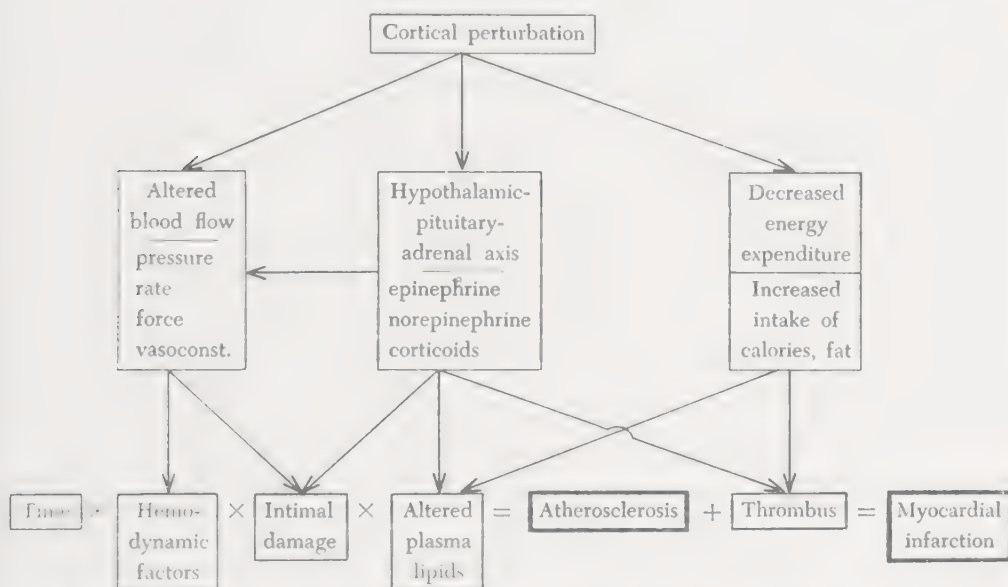 Cortical perturbation
Altered
blood flow
pressure
rate
force
vasoconst.
Hypothalamic-
pituitary-
adrenal axis
epinephrine
norepinephrine
corticoids
Decreased
energy
expenditure
Increased
intake of
calories, fat
Time × Hemo-
dynamic
factors
× Intimal
damage
× Altered
plasma
lipids
= Atherosclerosis + Thrombus = Myocardial
infarction